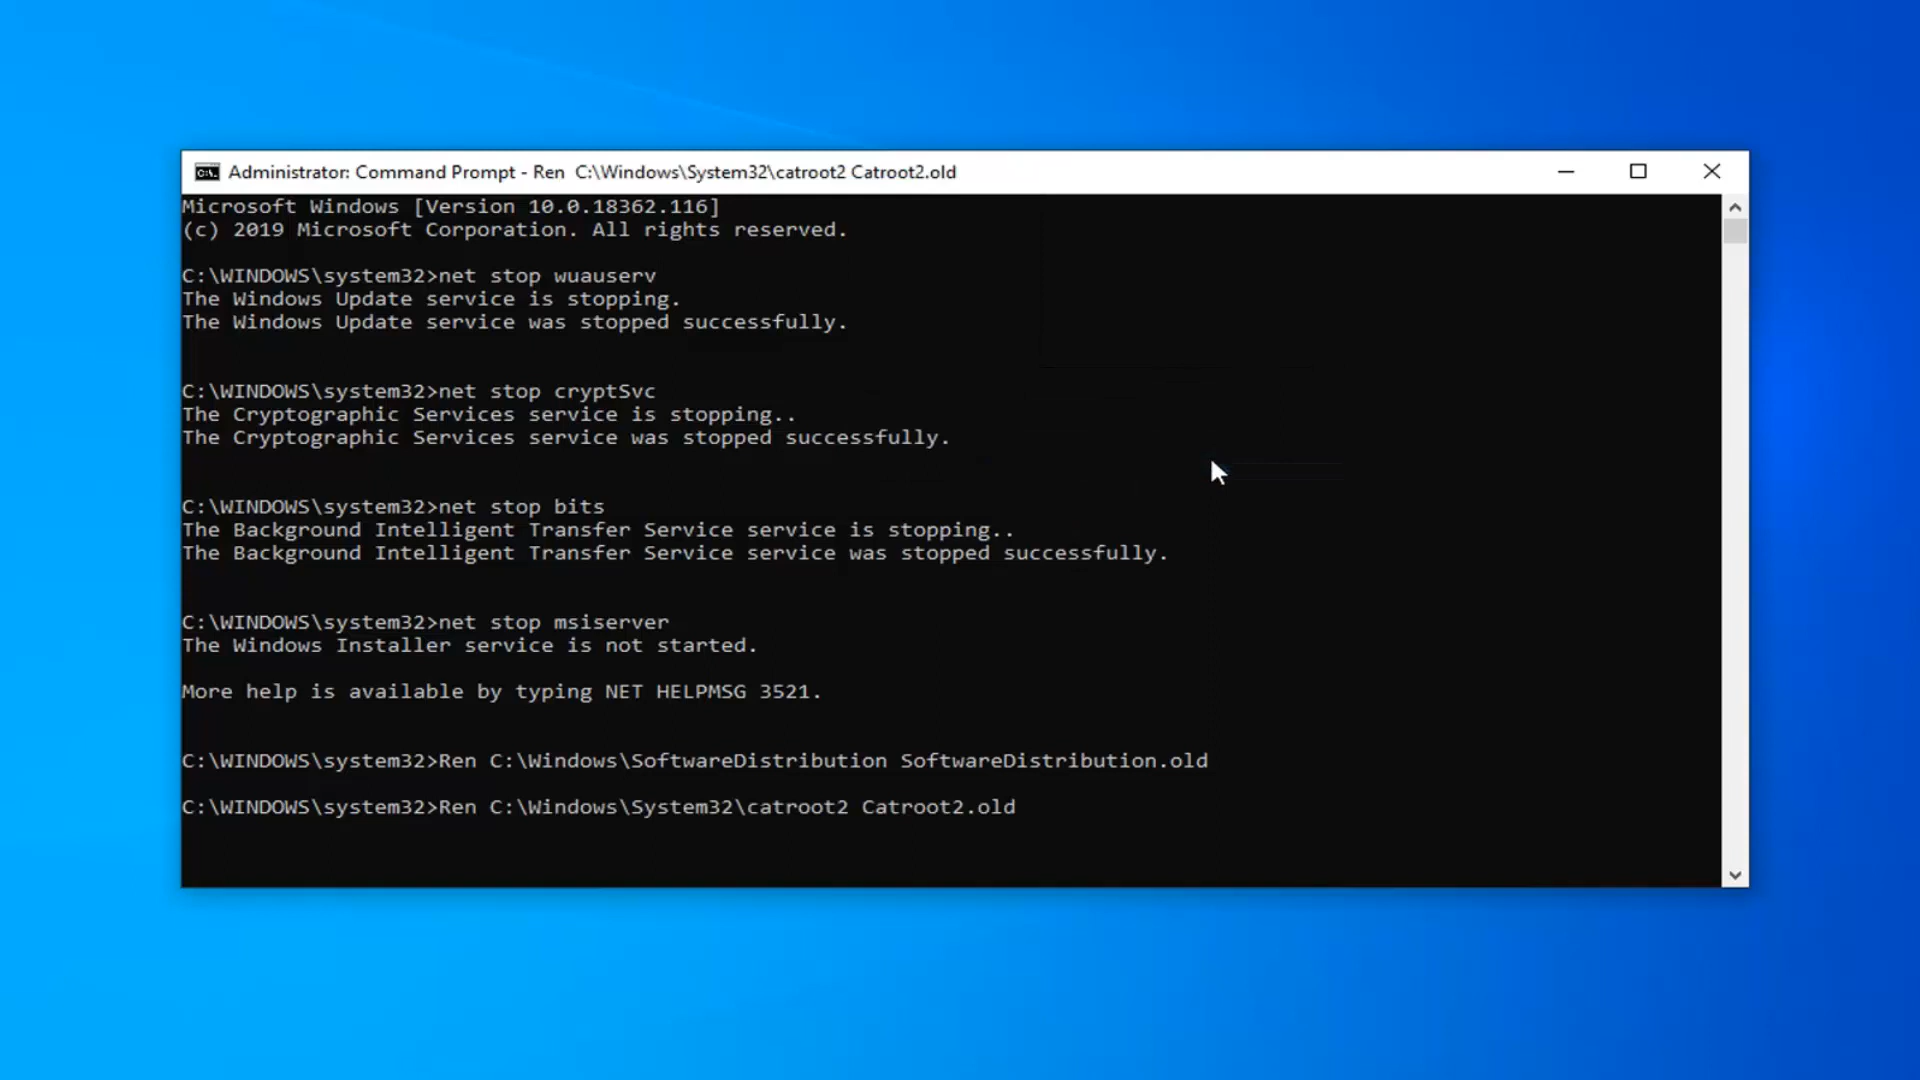 Administrator: Command Prompt - Ren  C:\Windows\System32\catroot2 Catroot2.old
Microsoft Windows [Version 10.0.18362.116]
(c) 2019 Microsoft Corporation. All rights reserved.
C:\WINDOWS\system32>net stop wuauserv
The Windows Update service is stopping.
The Windows Update service was stopped successfully.
C:\WINDOWS\system32>net stop cryptSvc
The Cryptographic Services service is stopping..
The Cryptographic Services service was stopped successfully.
C:\WINDOWS\system32>net stop bits
The Background Intelligent Transfer Service service is stopping..
The Background Intelligent Transfer Service service was stopped successfully.
C:\WINDOWS\system32>net stop msiserver
The Windows Installer service is not started.
More help is available by typing NET HELPMSG 3521.
C:\WINDOWS\system32>Ren C:\Windows\SoftwareDistribution SoftwareDistribution.old
C:\WINDOWS\system32>Ren C:\Windows\System32\catroot2 Catroot2.old